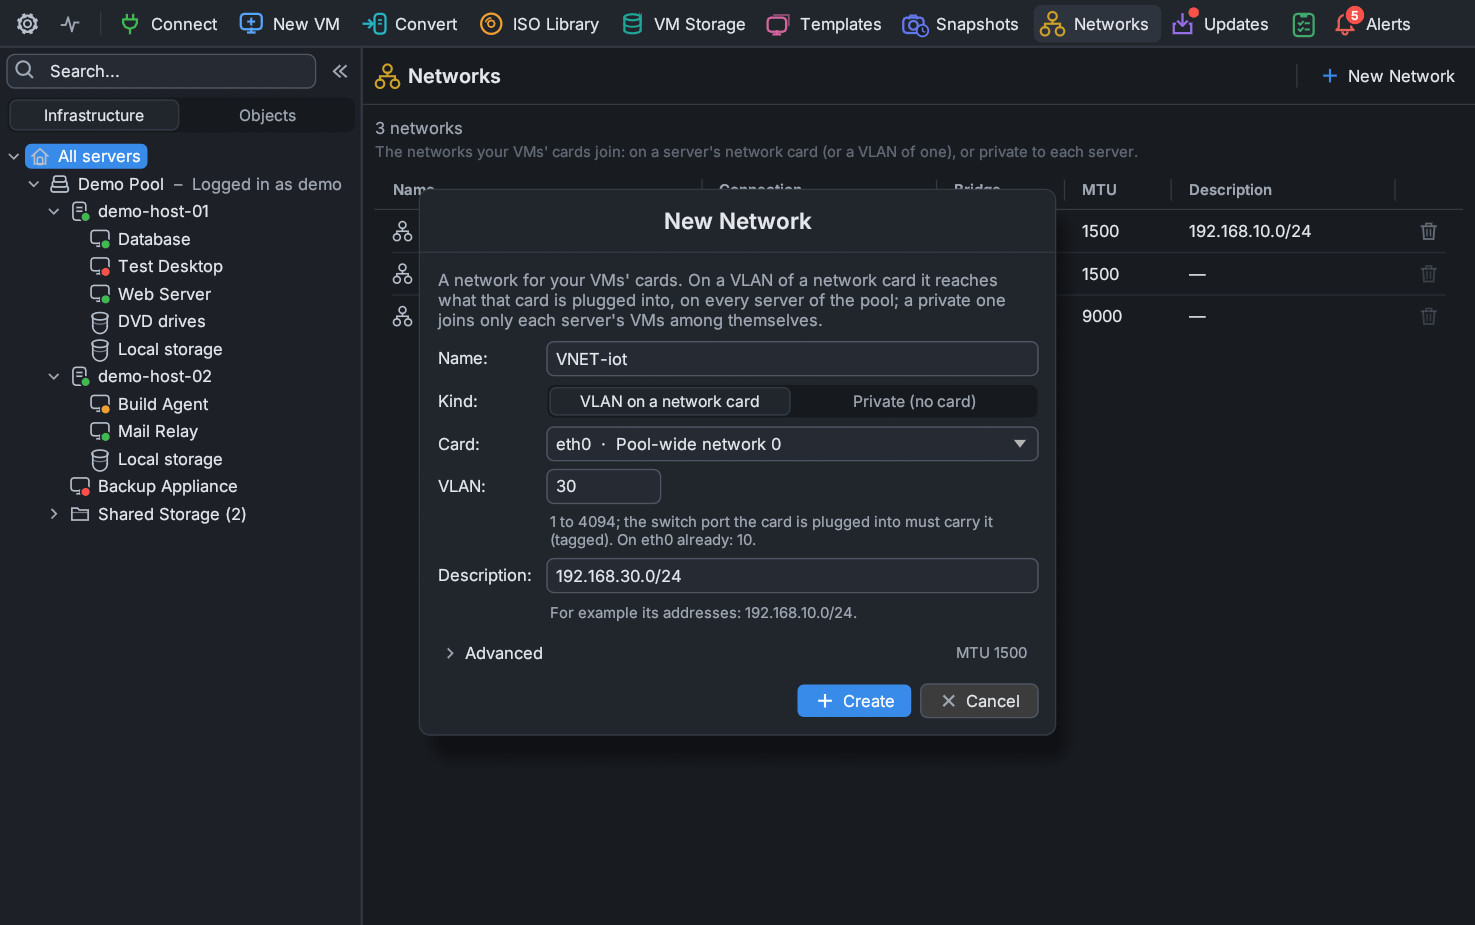 Connect
New VM
Convert
ISO Library
VM Storage
Templates
Snapshots
Networks
Updates
5
Alerts
Search...
Infrastructure
Objects
All servers
Demo Pool – Logged in as demo
demo-host-01
Database
Test Desktop
Web Server
DVD drives
Local storage
demo-host-02
Build Agent
Mail Relay
Local storage
Backup Appliance
Shared Storage (2)
Networks
New Network
3 networks
The networks your VMs' cards join: on a server's network card (or a VLAN of one), or private to each server.
Name Connection Bridge MTU Description
1500 192.168.10.0/24
1500 —
9000 —
New Network
A network for your VMs' cards. On a VLAN of a network card it reaches
what that card is plugged into, on every server of the pool; a private one
joins only each server's VMs among themselves.
Name: VNET-iot
Kind: VLAN on a network card Private (no card)
Card: eth0 · Pool-wide network 0
VLAN: 30
1 to 4094; the switch port the card is plugged into must carry it
(tagged). On eth0 already: 10.
Description: 192.168.30.0/24
For example its addresses: 192.168.10.0/24.
Advanced MTU 1500
Create Cancel